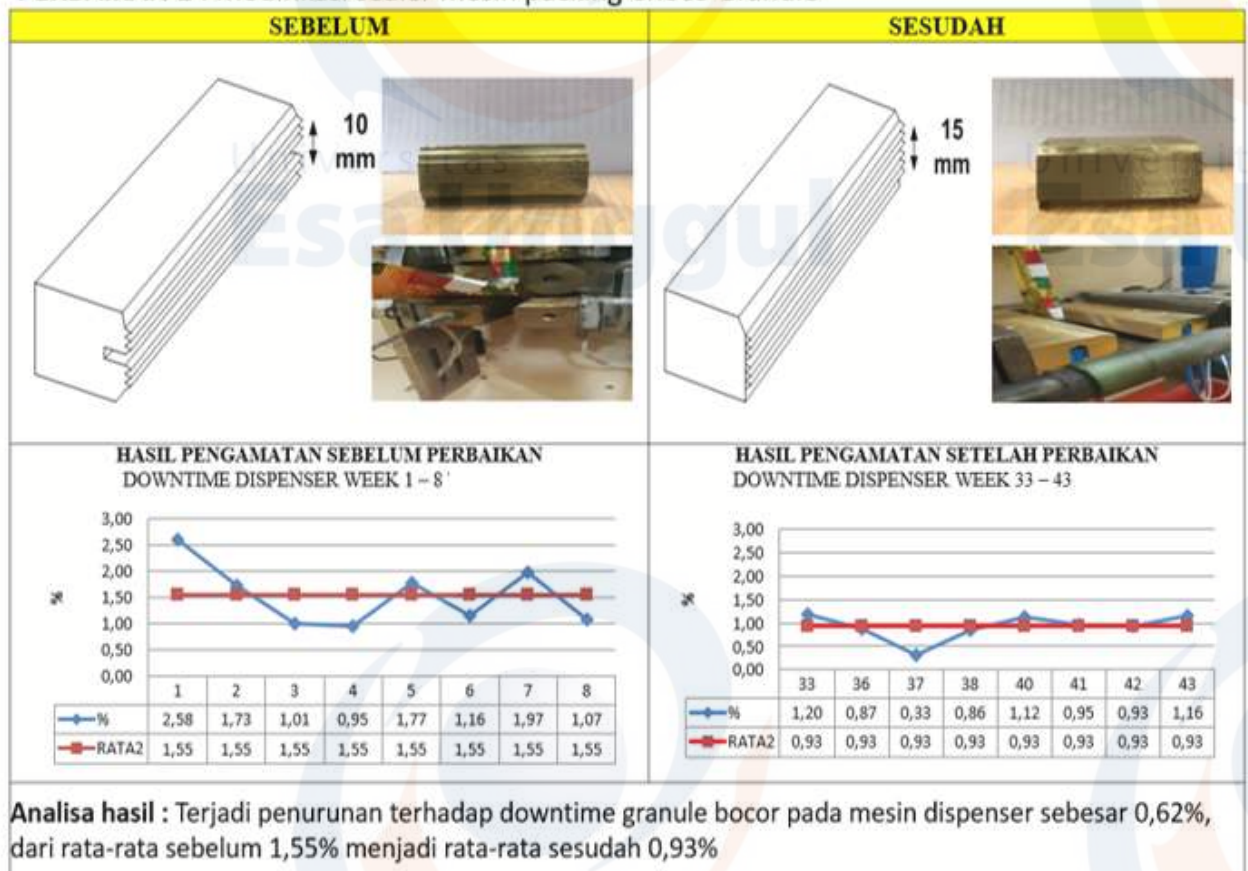 SEBELUM
SESUDAH
10
mm
15
mm
Universitas
Esa Unggul
HASIL PENGAMATAN SEBELUM PERBAIKAN
DOWNTIME DISPENSER WEEK 1 – 8
3,00
2,50
2,00
1,50
1,00
0,50
0,00
%
1 2 3 4 5 6 7 8
% 2,58 1,73 1,01 0,95 1,77 1,16 1,97 1,07
RATA2 1,55 1,55 1,55 1,55 1,55 1,55 1,55 1,55
HASIL PENGAMATAN SETELAH PERBAIKAN
DOWNTIME DISPENSER WEEK 33 – 43
3,00
2,50
2,00
1,50
1,00
0,50
0,00
%
33 36 37 38 40 41 42 43
% 1,20 0,87 0,33 0,86 1,12 0,95 0,93 1,16
RATA2 0,93 0,93 0,93 0,93 0,93 0,93 0,93 0,93
Analisa hasil : Terjadi penurunan terhadap downtime granule bocor pada mesin dispenser sebesar 0,62%,
dari rata-rata sebelum 1,55% menjadi rata-rata sesudah 0,93%